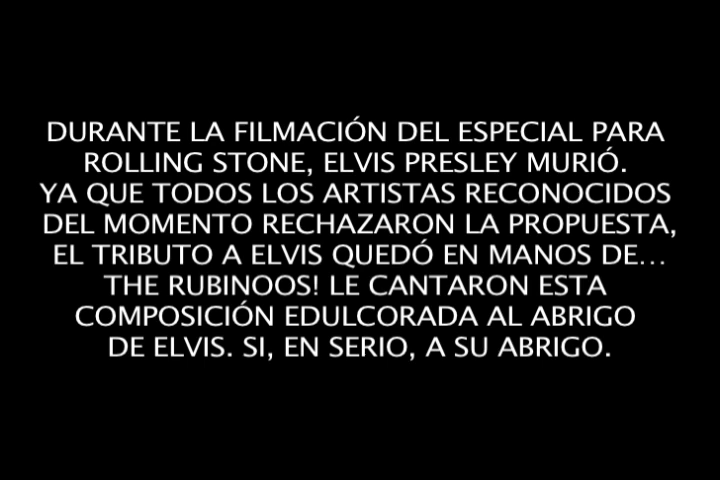 DURANTE LA FILMACIÓN DEL ESPECIAL PARA
ROLLING STONE, ELVIS PRESLEY MURIÓ.
YA QUE TODOS LOS ARTISTAS RECONOCIDOS
DEL MOMENTO RECHAZARON LA PROPUESTA,
EL TRIBUTO A ELVIS QUEDÓ EN MANOS DE...
THE RUBINOOS! LE CANTARON ESTA
COMPOSICIÓN EDULCORADA AL ABRIGO
DE ELVIS. SI, EN SERIO, A SU ABRIGO.